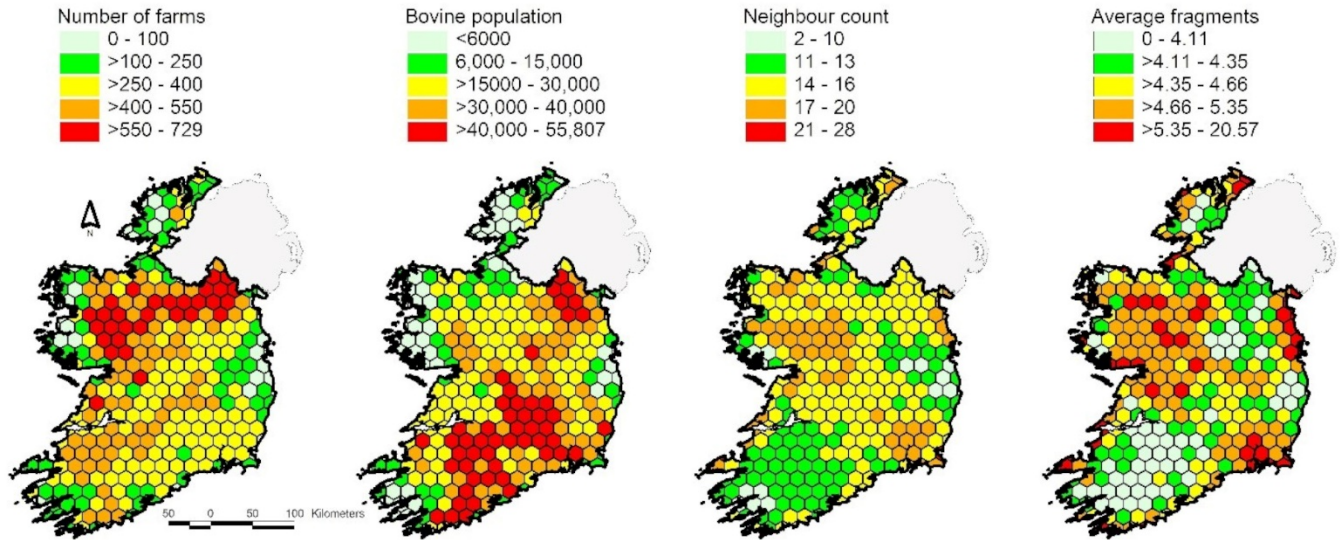 Number of farms
0 - 100
>100 - 250
>250 - 400
>400 - 550
>550 - 729
Bovine population
<6000
6,000 - 15,000
>15000 - 30,000
>30,000 - 40,000
>40,000 - 55,807
Neighbour count
2 - 10
11 - 13
14 - 16
17 - 20
21 - 28
Average fragments
0 - 4.11
>4.11 - 4.35
>4.35 - 4.66
>4.66 - 5.35
>5.35 - 20.57
N
50 0 50 100 Kilometers